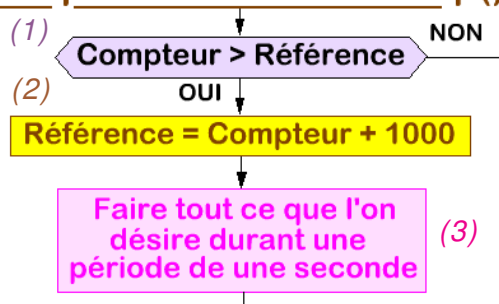 (1)
NON
Compteur > Référence
(2)
OUI
Référence = Compteur + 1000
Faire tout ce que l'on
désire durant une
période de une seconde
(3)